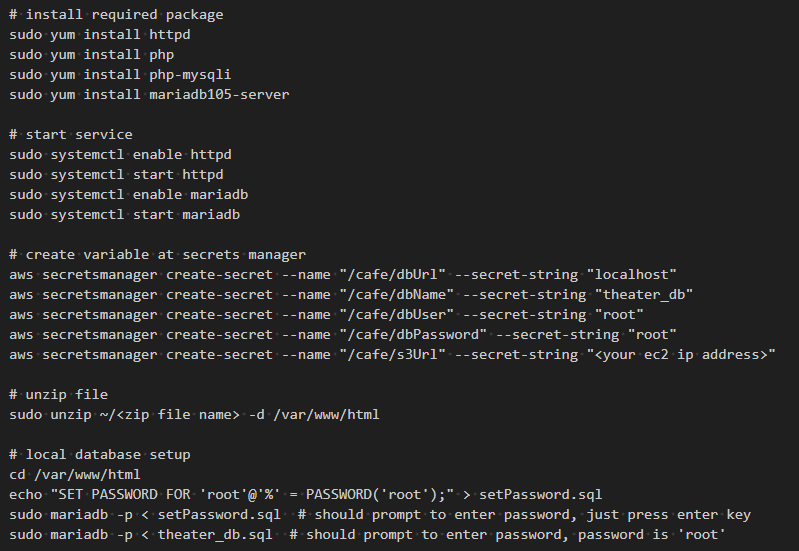 # install required package
sudo yum install httpd
sudo yum install php
sudo yum install php-mysqli
sudo yum install mariadb105-server

# start service
sudo systemctl enable httpd
sudo systemctl start httpd
sudo systemctl enable mariadb
sudo systemctl start mariadb

# create variable at secrets manager
aws secretsmanager create-secret --name "/cafe/dbUrl" --secret-string "localhost"
aws secretsmanager create-secret --name "/cafe/dbName" --secret-string "theater_db"
aws secretsmanager create-secret --name "/cafe/dbUser" --secret-string "root"
aws secretsmanager create-secret --name "/cafe/dbPassword" --secret-string "root"
aws secretsmanager create-secret --name "/cafe/s3Url" --secret-string "<your ec2 ip address>"

# unzip file
sudo unzip ~/<zip file name> -d /var/www/html

# local database setup
cd /var/www/html
echo "SET PASSWORD FOR 'root'@'%' = PASSWORD('root');" > setPassword.sql
sudo mariadb -p < setPassword.sql  # should prompt to enter password, just press enter key
sudo mariadb -p < theater_db.sql  # should prompt to enter password, password is 'root'